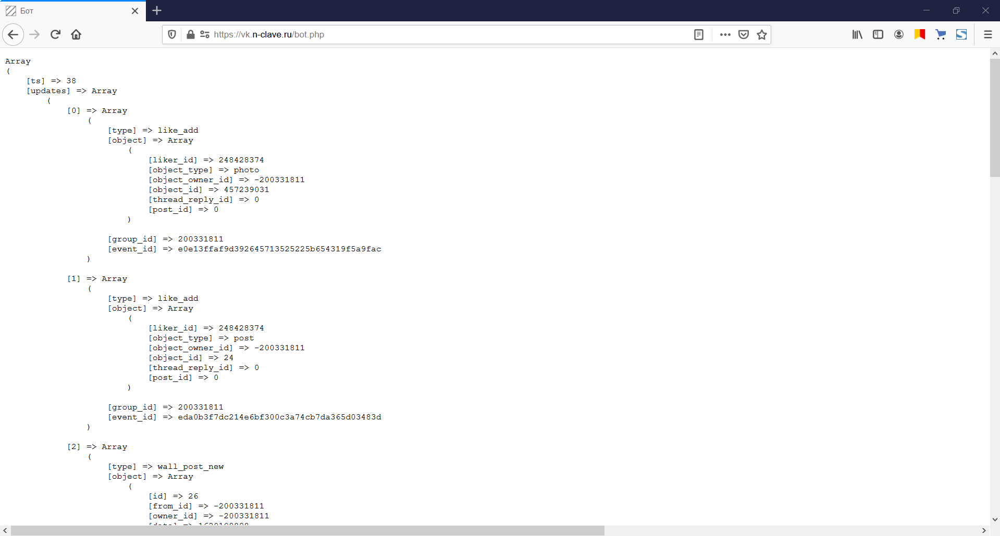 Бот
https://vk.n-clave.ru/bot.php
Array
(
    [ts] => 38
    [updates] => Array
        (
            [0] => Array
                (
                    [type] => like_add
                    [object] => Array
                        (
                            [liker_id] => 248428374
                            [object_type] => photo
                            [object_owner_id] => -200331811
                            [object_id] => 457239031
                            [thread_reply_id] => 0
                            [post_id] => 0
                        )

                    [group_id] => 200331811
                    [event_id] => e0e13ffaf9d392645713525225b654319f5a9fac
                )

            [1] => Array
                (
                    [type] => like_add
                    [object] => Array
                        (
                            [liker_id] => 248428374
                            [object_type] => post
                            [object_owner_id] => -200331811
                            [object_id] => 24
                            [thread_reply_id] => 0
                            [post_id] => 0
                        )

                    [group_id] => 200331811
                    [event_id] => eda0b3f7dc214e6bf300c3a74cb7da365d03483d
                )

            [2] => Array
                (
                    [type] => wall_post_new
                    [object] => Array
                        (
                            [id] => 26
                            [from_id] => -200331811
                            [owner_id] => -200331811